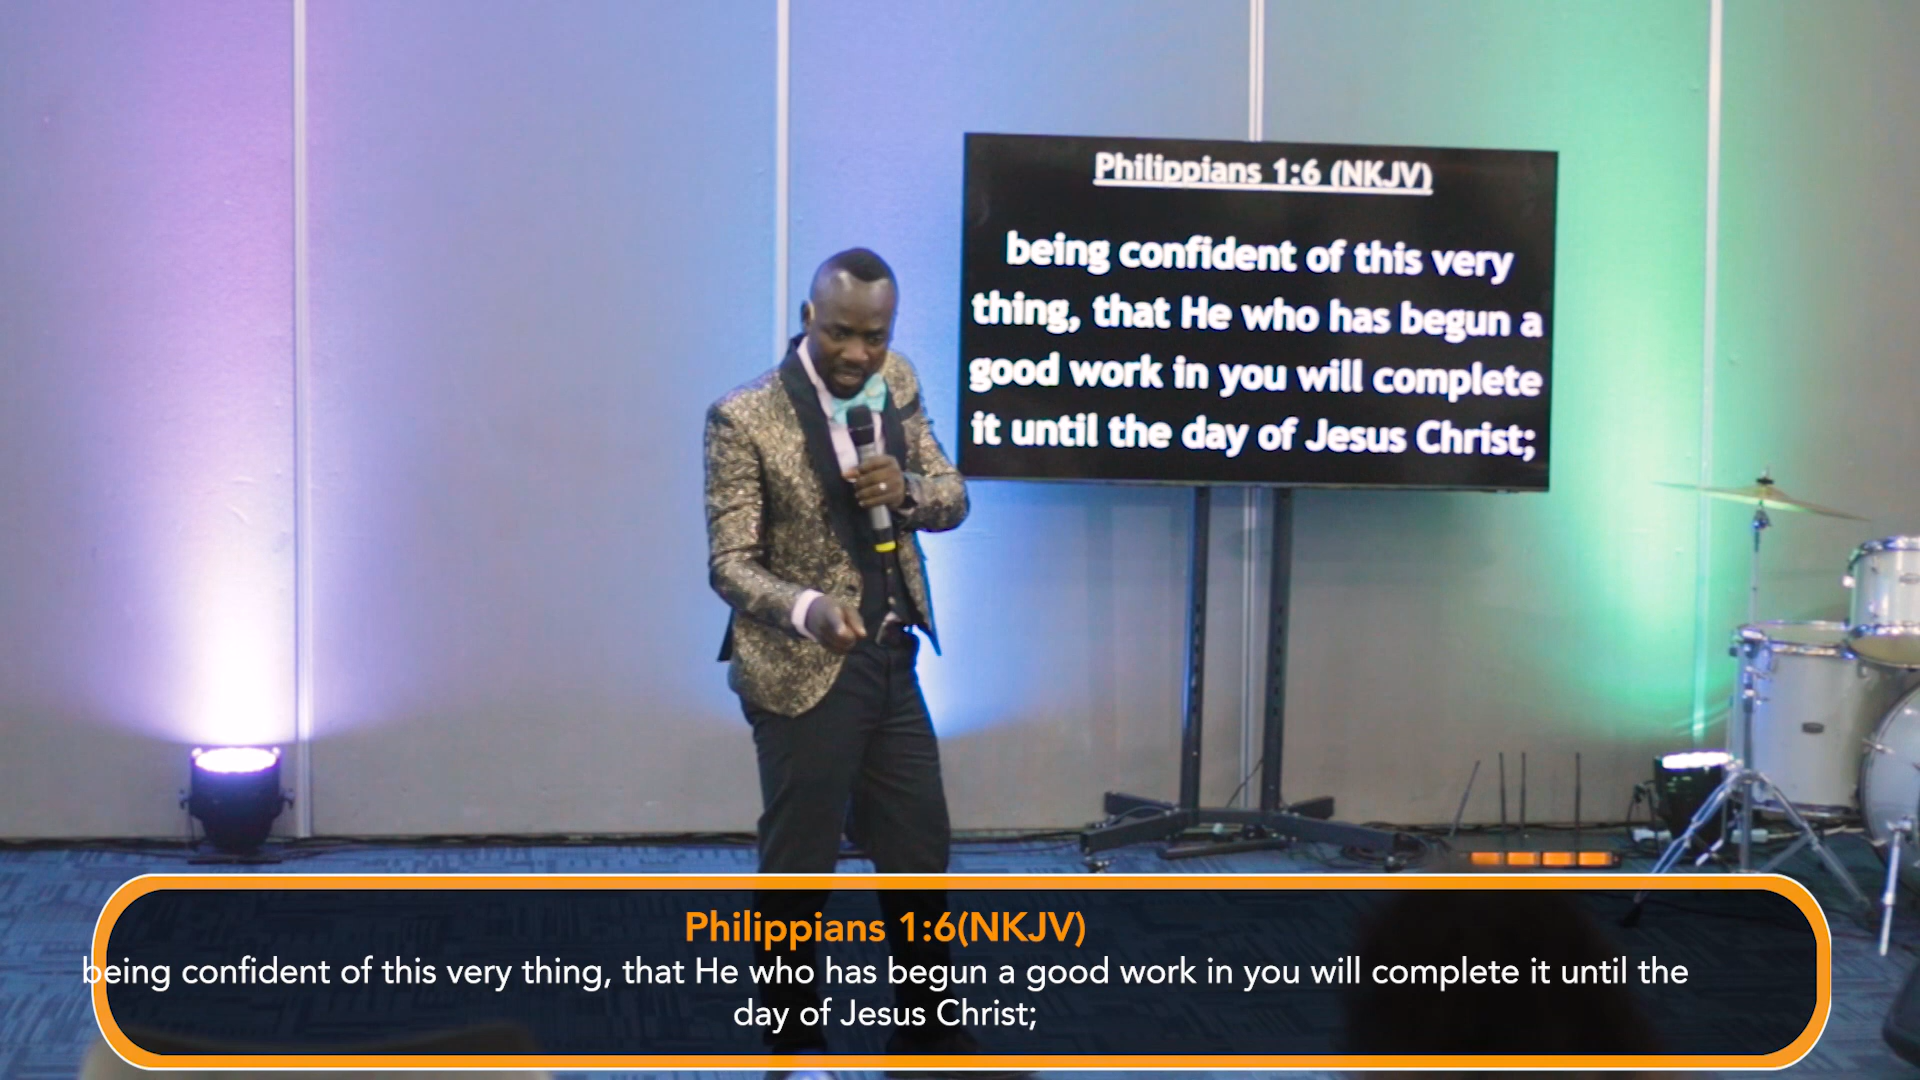 Philippians 1:6 (NKJV)
being confident of this very
thing, that He who has begun a
good work in you will complete
it until the day of Jesus Christ;
Philippians 1:6(NKJV)
being confident of this very thing, that He who has begun a good work in you will complete it until the
day of Jesus Christ;